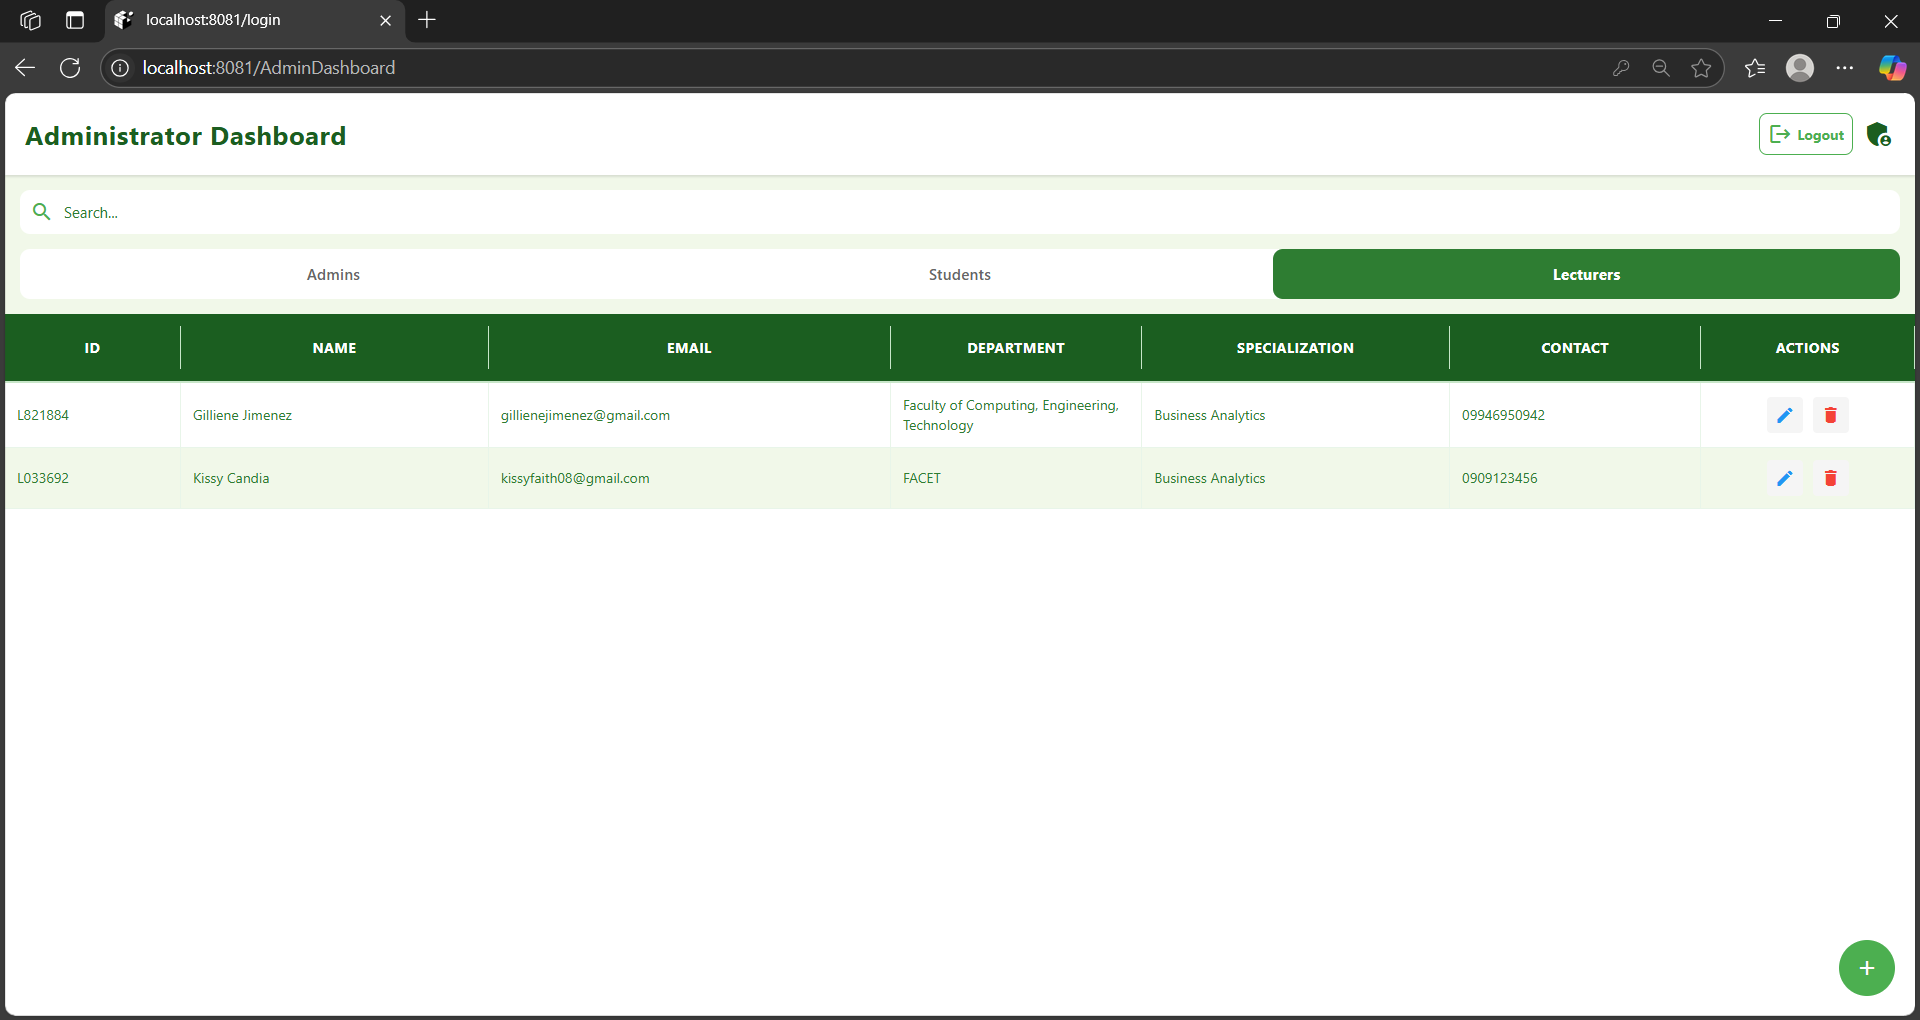 localhost:8081/login
localhost:8081/AdminDashboard
Administrator Dashboard
Logout
Search...
Admins Students Lecturers
ID NAME EMAIL DEPARTMENT SPECIALIZATION CONTACT ACTIONS
L821884 Gilliene Jimenez gillienejimenez@gmail.com Faculty of Computing, Engineering, Technology Business Analytics 09946950942
L033692 Kissy Candia kissyfaith08@gmail.com FACET Business Analytics 0909123456
+